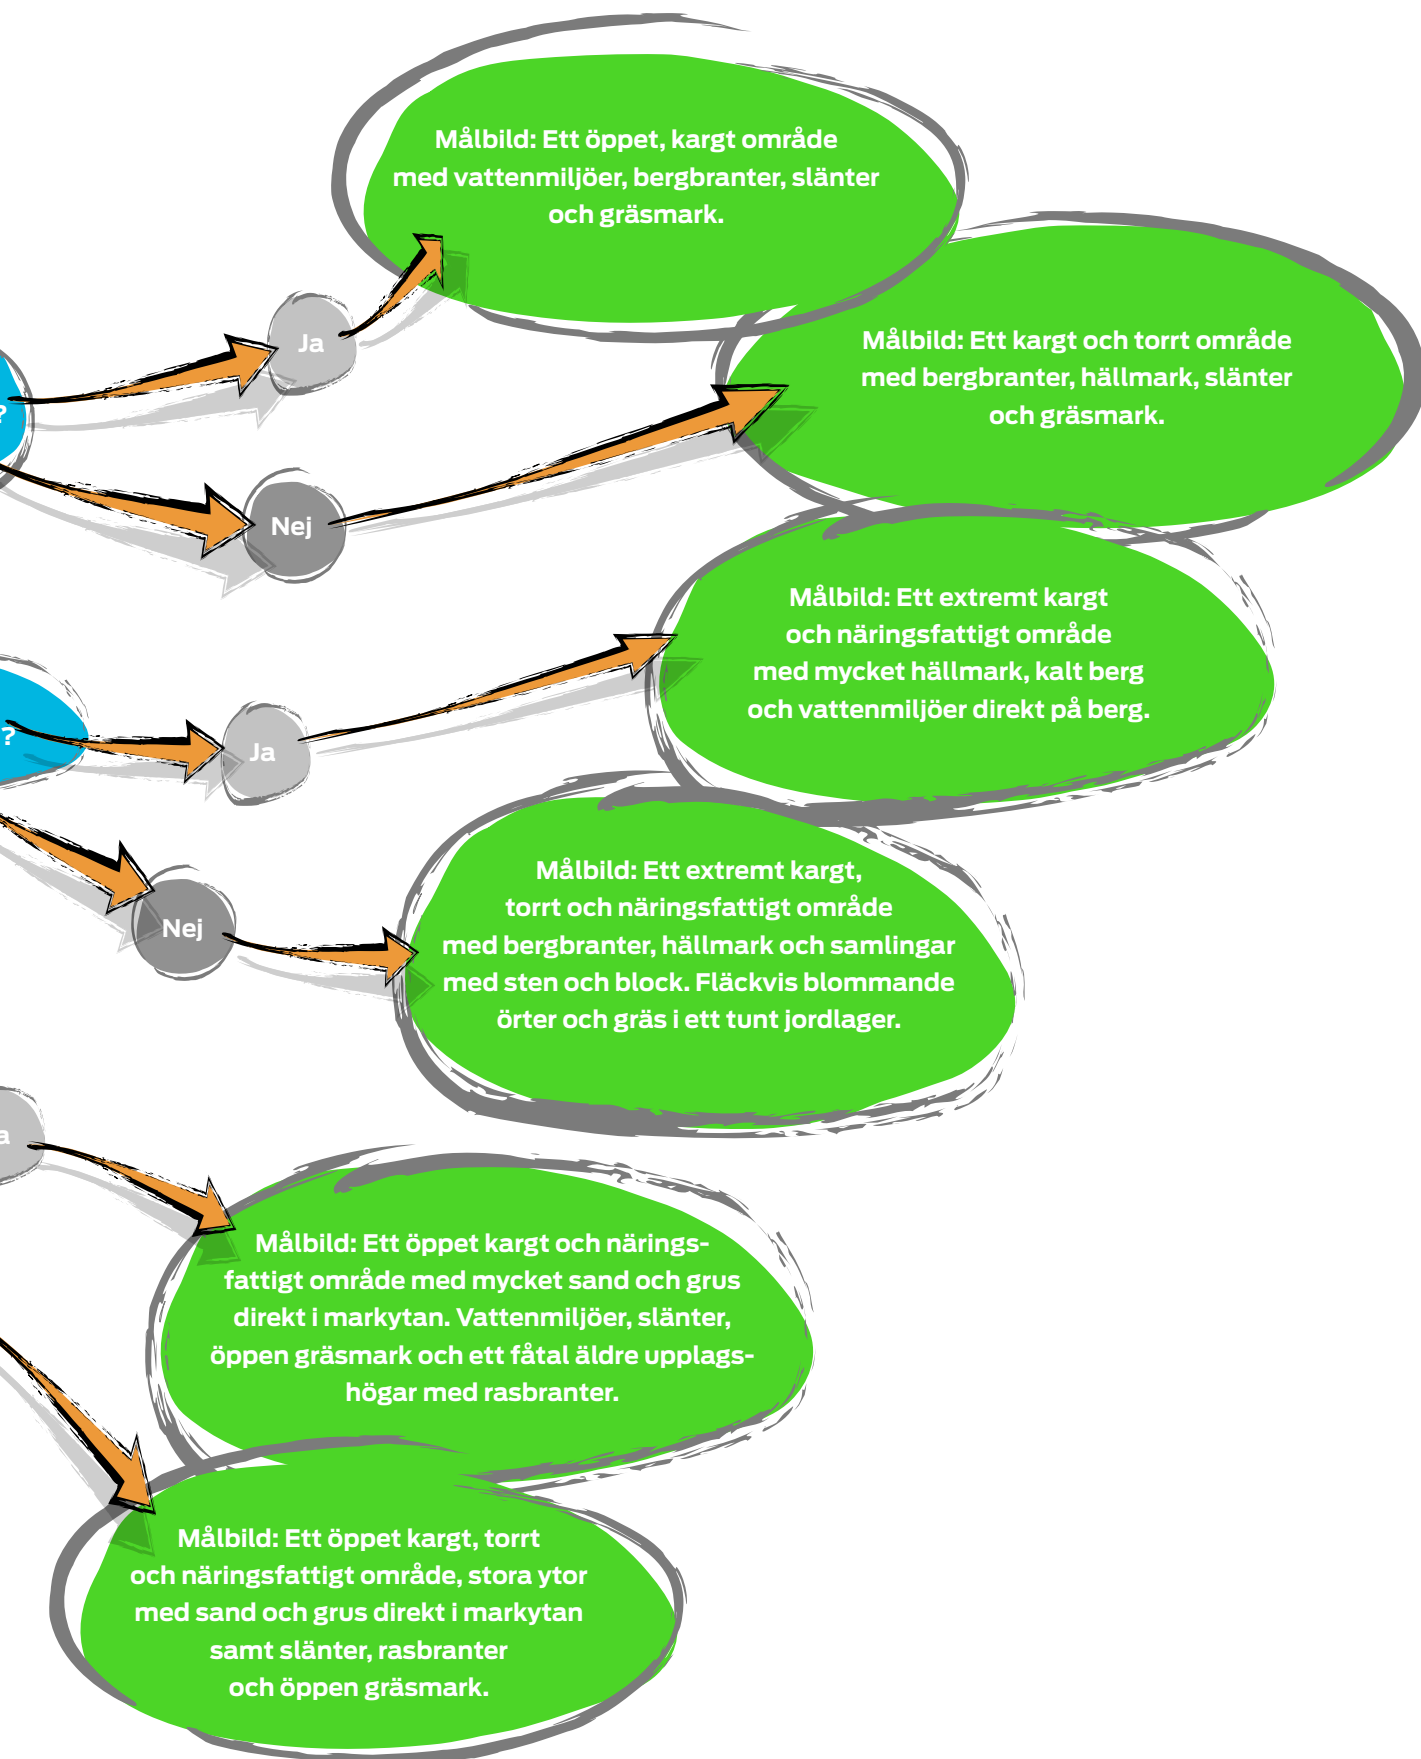 Målbild: Ett öppet, kargt område
med vattenmiljöer, bergbranter, slänter
och gräsmark.
Ja
?
Målbild: Ett kargt och torrt område
med bergbranter, hällmark, slänter
och gräsmark.
Nej
Målbild: Ett extremt kargt
och näringsfattigt område
med mycket hällmark, kalt berg
och vattenmiljöer direkt på berg.
?
Ja
Målbild: Ett extremt kargt,
torrt och näringsfattigt område
med bergbranter, hällmark och samlingar
med sten och block. Fläckvis blommande
örter och gräs i ett tunt jordlager.
Nej
a
Målbild: Ett öppet kargt och närings-
fattigt område med mycket sand och grus
direkt i markytan. Vattenmiljöer, slänter,
öppen gräsmark och ett fåtal äldre upplags-
högar med rasbranter.
Målbild: Ett öppet kargt, torrt
och näringsfattigt område, stora ytor
med sand och grus direkt i markytan
samt slänter, rasbranter
och öppen gräsmark.